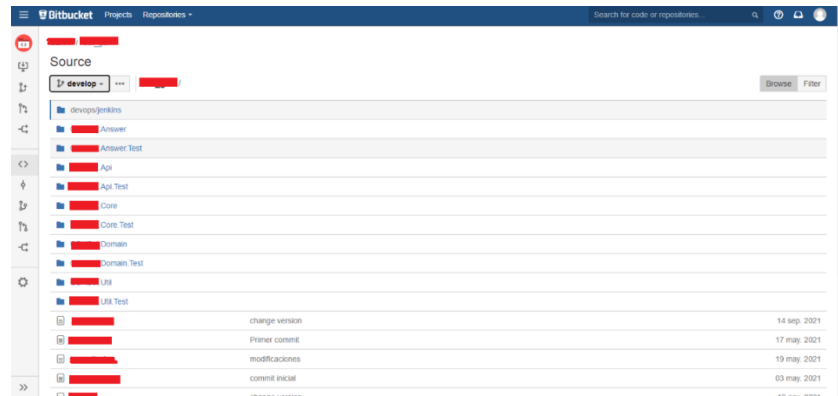 Bitbucket Projects Repositories Search for code or repositories...
/
Source
develop ... /
Browse Filter
devops/jenkins
Answer
Answer.Test
Api
Api.Test
Core
Core.Test
Domain
Domain.Test
Util
Util.Test
change version 14 sep. 2021
Primer commit 17 may. 2021
modificaciones 19 may. 2021
commit inicial 03 may. 2021